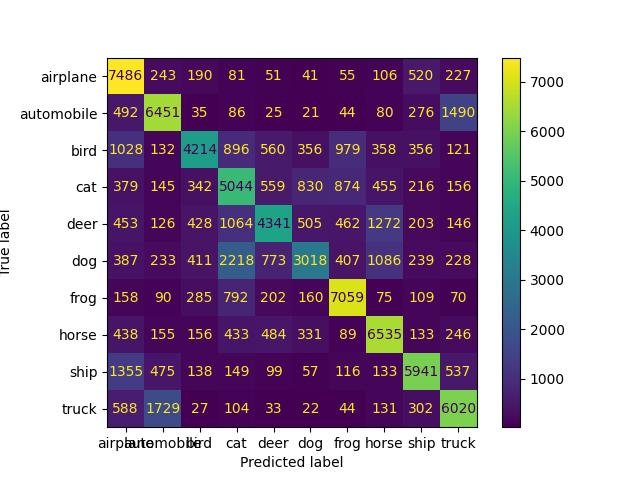 airplane 7486 243 190 81 51 41 55 106 520 227
automobile 492 6451 35 86 25 21 44 80 276 1490
bird 1028 132 4214 896 560 356 979 358 356 121
cat 379 145 342 5044 559 830 874 455 216 156
deer 453 126 428 1064 4341 505 462 1272 203 146
dog 387 233 411 2218 773 3018 407 1086 239 228
frog 158 90 285 792 202 160 7059 75 109 70
horse 438 155 156 433 484 331 89 6535 133 246
ship 1355 475 138 149 99 57 116 133 5941 537
truck 588 1729 27 104 33 22 44 131 302 6020
airplane automobile bird cat deer dog frog horse ship truck
Predicted label
True label
7000
6000
5000
4000
3000
2000
1000